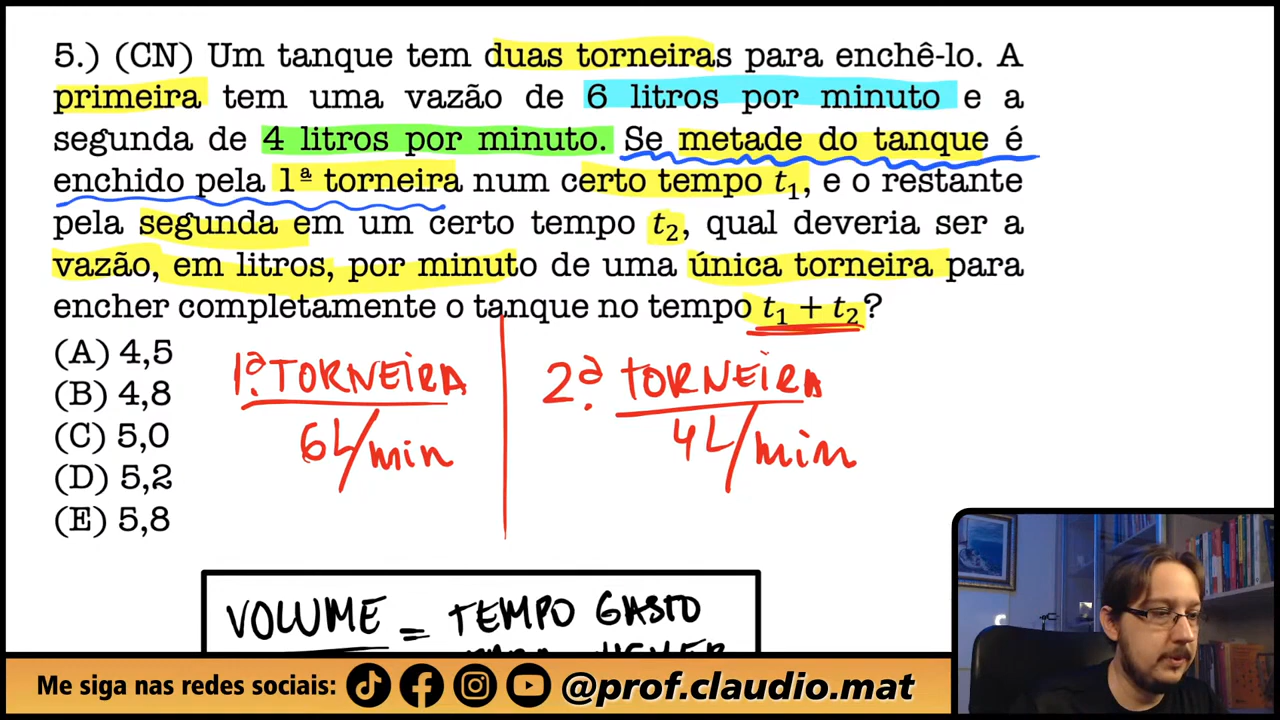 5.) (CN) Um tanque tem duas torneiras para enchê-lo. A
primeira tem uma vazão de 6 litros por minuto e a
segunda de 4 litros por minuto. Se metade do tanque é
enchido pela 1ª torneira num certo tempo t₁, e o restante
pela segunda em um certo tempo t₂, qual deveria ser a
vazão, em litros, por minuto de uma única torneira para
encher completamente o tanque no tempo t₁ + t₂?
(A) 4,5
(B) 4,8
(C) 5,0
(D) 5,2
(E) 5,8
1ª TORNEIRA
6L/min
2ª TORNEIRA
4L/min
VOLUME = TEMPO GASTO
Me siga nas redes sociais: @prof.claudio.mat